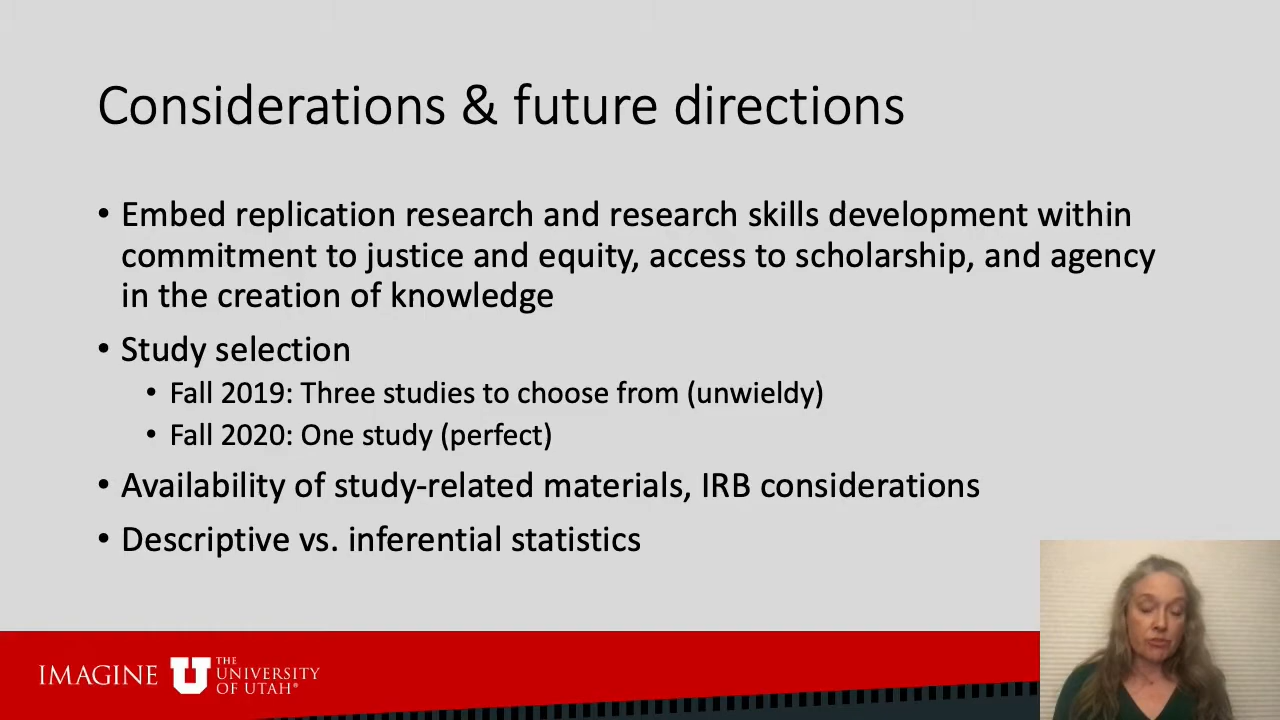 Considerations & future directions
• Embed replication research and research skills development within
commitment to justice and equity, access to scholarship, and agency
in the creation of knowledge
• Study selection
• Fall 2019: Three studies to choose from (unwieldy)
• Fall 2020: One study (perfect)
• Availability of study-related materials, IRB considerations
• Descriptive vs. inferential statistics
IMAGINE U THE
UNIVERSITY
OF UTAH®